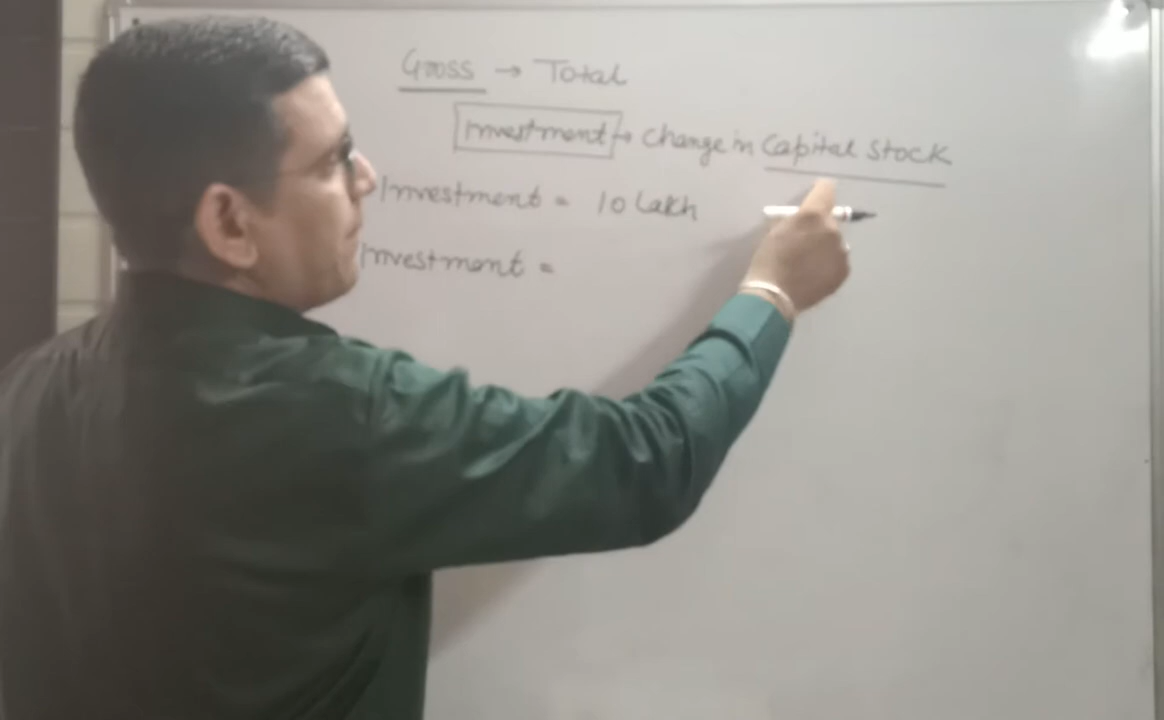 Gross → Total
Investment → Change in Capital Stock
Investment = 10 Lakh
Investment =